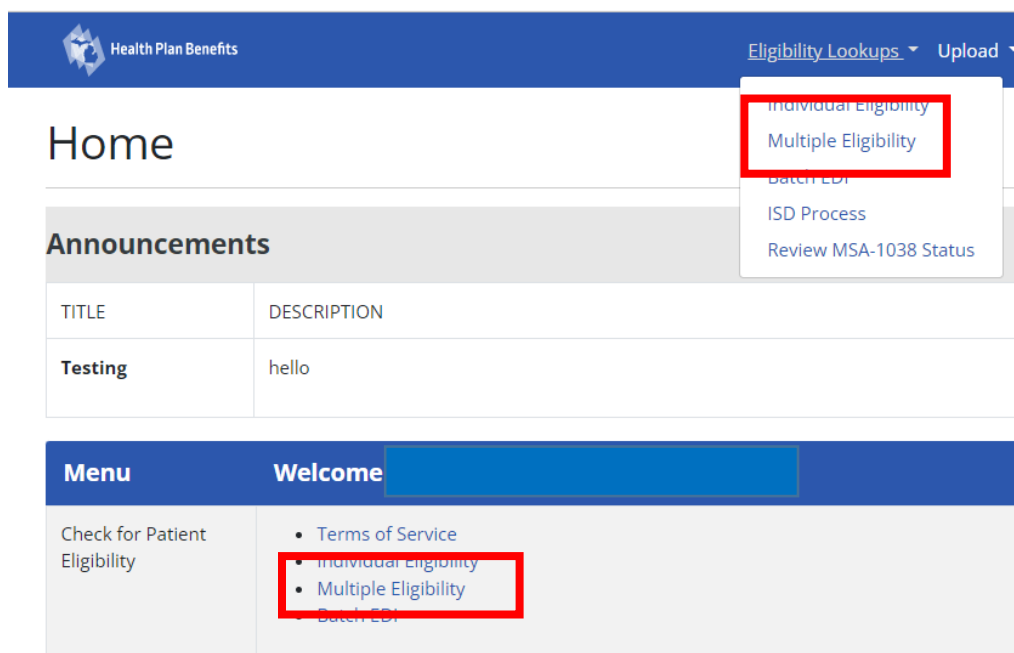 Health Plan Benefits
Eligibility Lookups Upload
Individual Eligibility
Multiple Eligibility
Batch EDI
ISD Process
Review MSA-1038 Status
Home
Announcements
TITLE DESCRIPTION
Testing hello
Menu Welcome
Check for Patient
Eligibility
Terms of Service
Individual Eligibility
Multiple Eligibility
Batch EDI